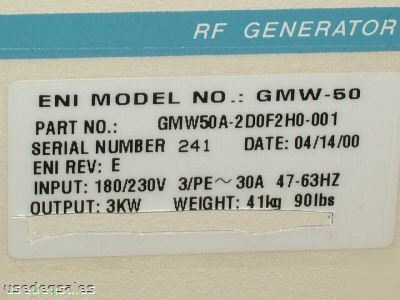 RF GENERATOR
ENI MODEL NO.: GMW-50
PART NO.: GMW50A-2D0F2H0-001
SERIAL NUMBER 241 DATE: 04/14/00
ENI REV: E
INPUT: 180/230V 3/PE~ 30A 47-63HZ
OUTPUT: 3KW WEIGHT: 41kg 90lbs
usedeqsales